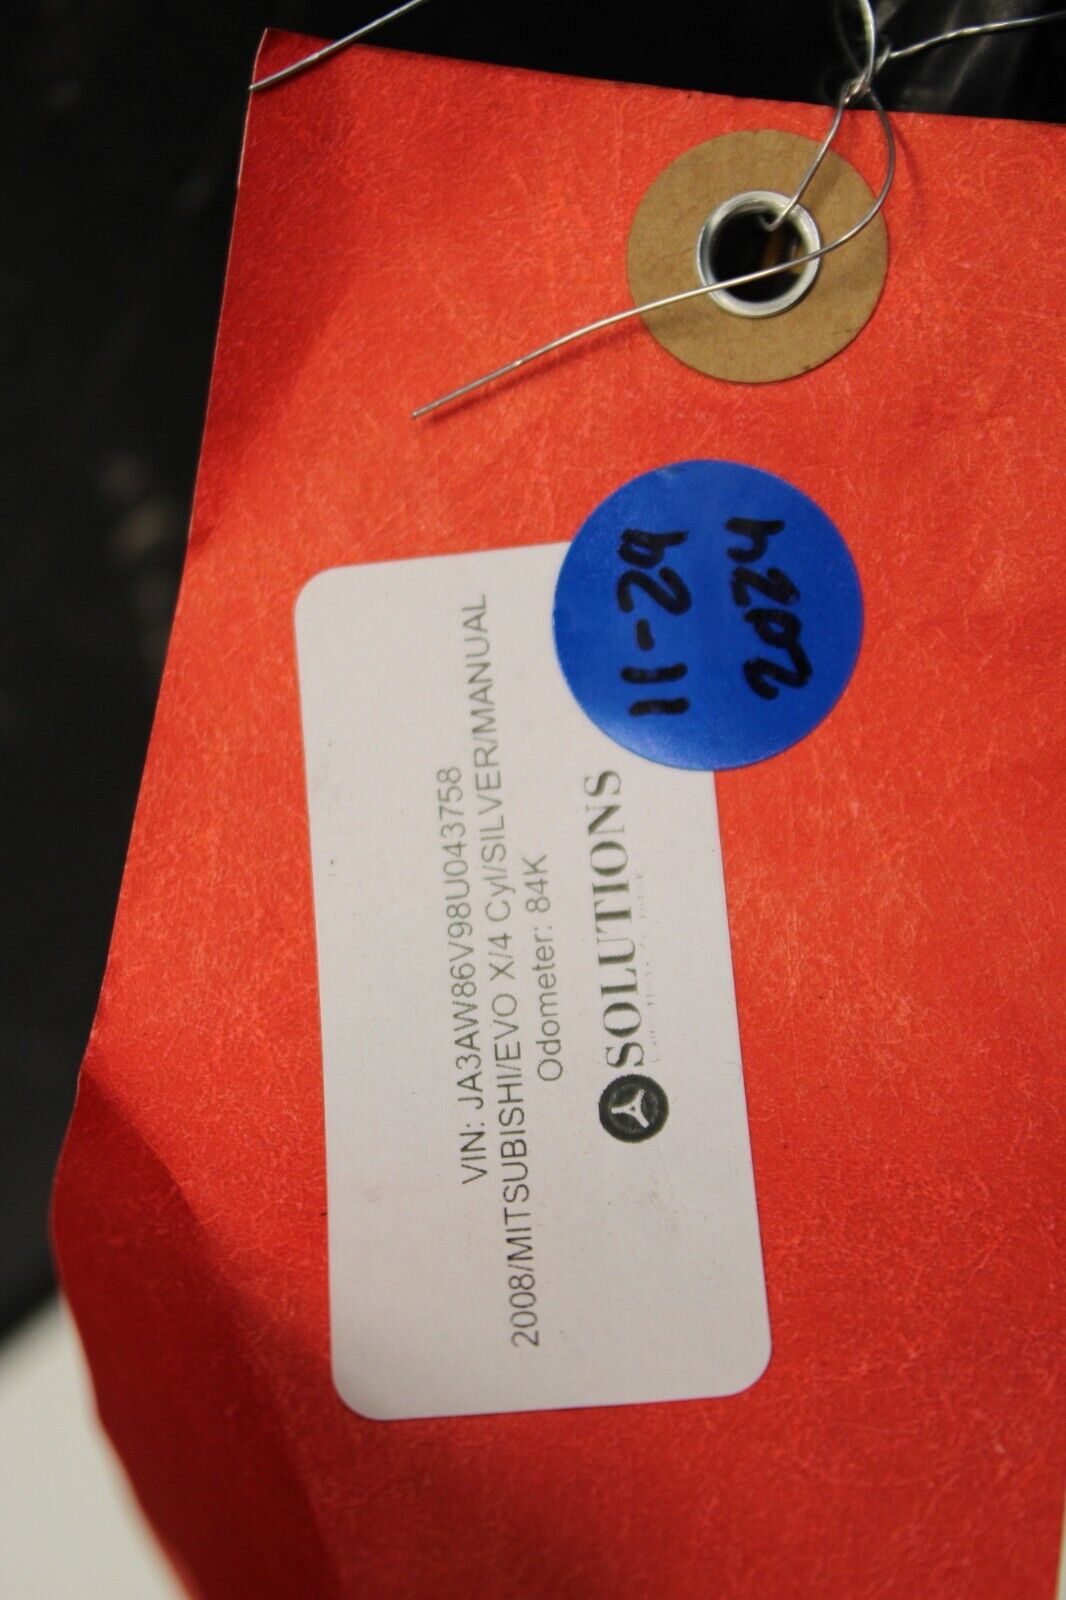 VIN: JA3AW86V98U043758
2008/MITSUBISHI/EVO X/4 Cyl/SILVER/MANUAL
Odometer: 84K
SOLUTIONS
11-29
2024